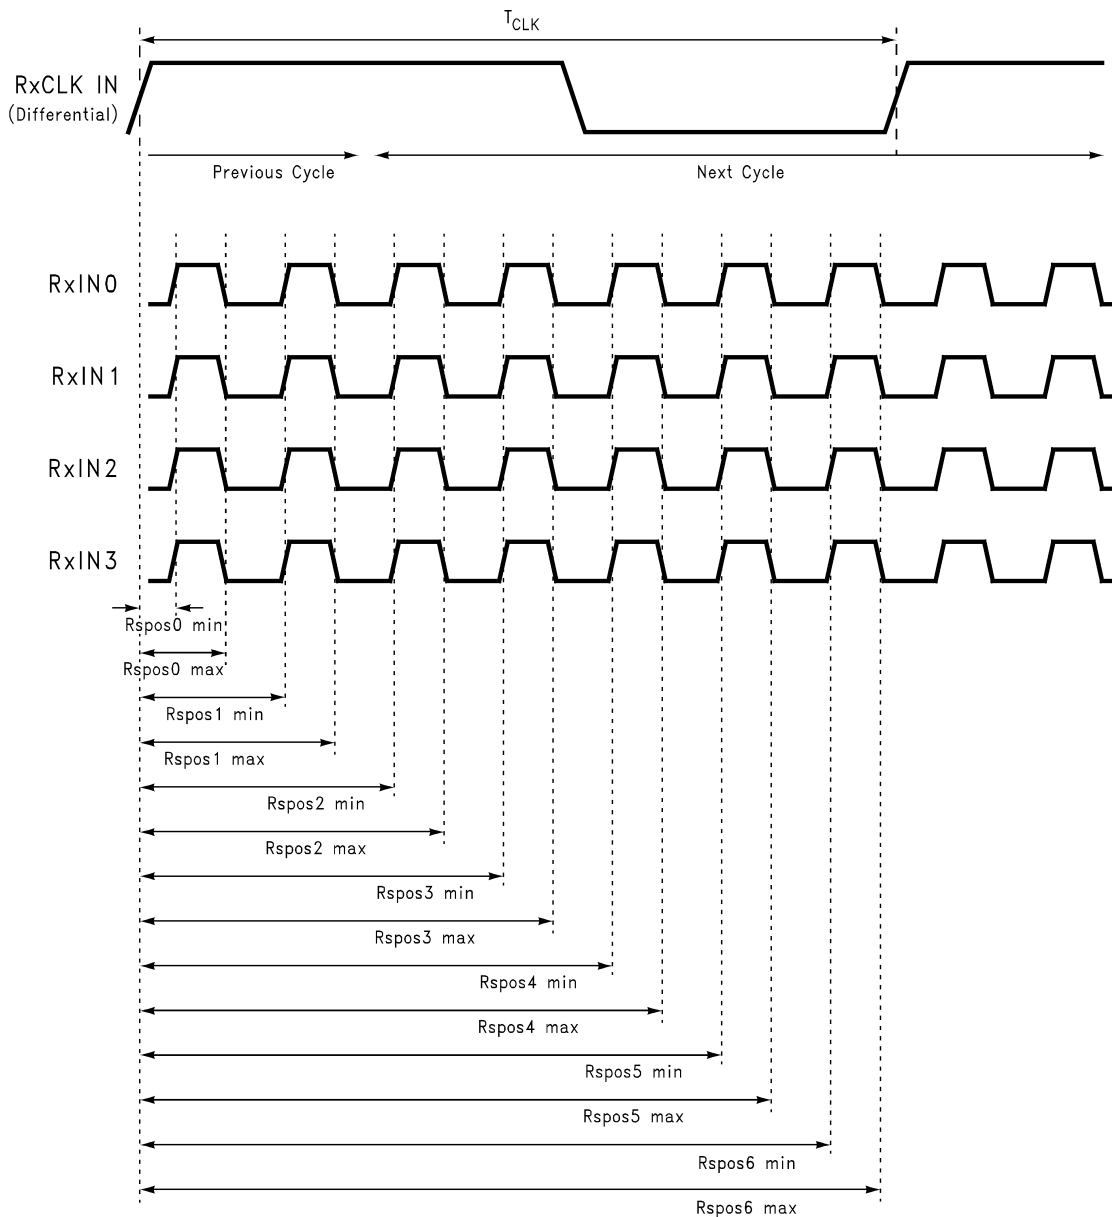 TCLK
RxCLK IN
(Differential)
Previous Cycle
Next Cycle
RxIN0
RxIN1
RxIN2
RxIN3
Rspos0 min
Rspos0 max
Rspos1 min
Rspos1 max
Rspos2 min
Rspos2 max
Rspos3 min
Rspos3 max
Rspos4 min
Rspos4 max
Rspos5 min
Rspos5 max
Rspos6 min
Rspos6 max